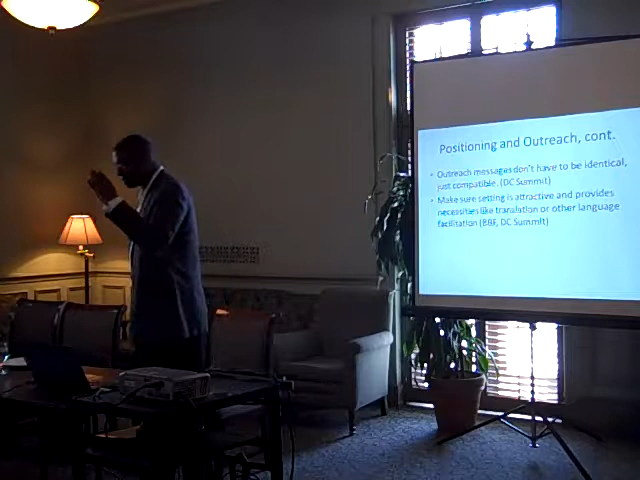 Positioning and Outreach, cont.
• Outreach messages don't have to be identical,
just compatible. (DC Summit)
• Make sure setting is attractive and provides
necessities like translation or other language
facilitation (BBF, DC Summit)